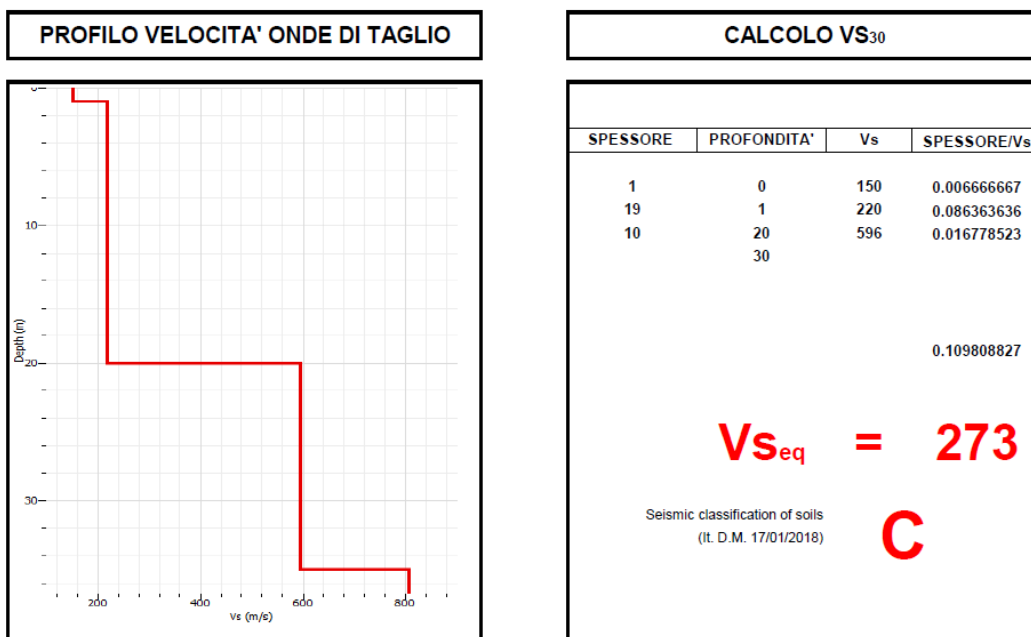 PROFILO VELOCITA' ONDE DI TAGLIO
10
20
30
Depth (m)
200 400 600 800
Vs (m/s)
CALCOLO VS30
SPESSORE PROFONDITA' Vs SPESSORE/Vs
1 0 150 0.006666667
19 1 220 0.086363636
10 20 596 0.016778523
30
0.109808827
Vseq = 273
Seismic classification of soils
(It. D.M. 17/01/2018)
C